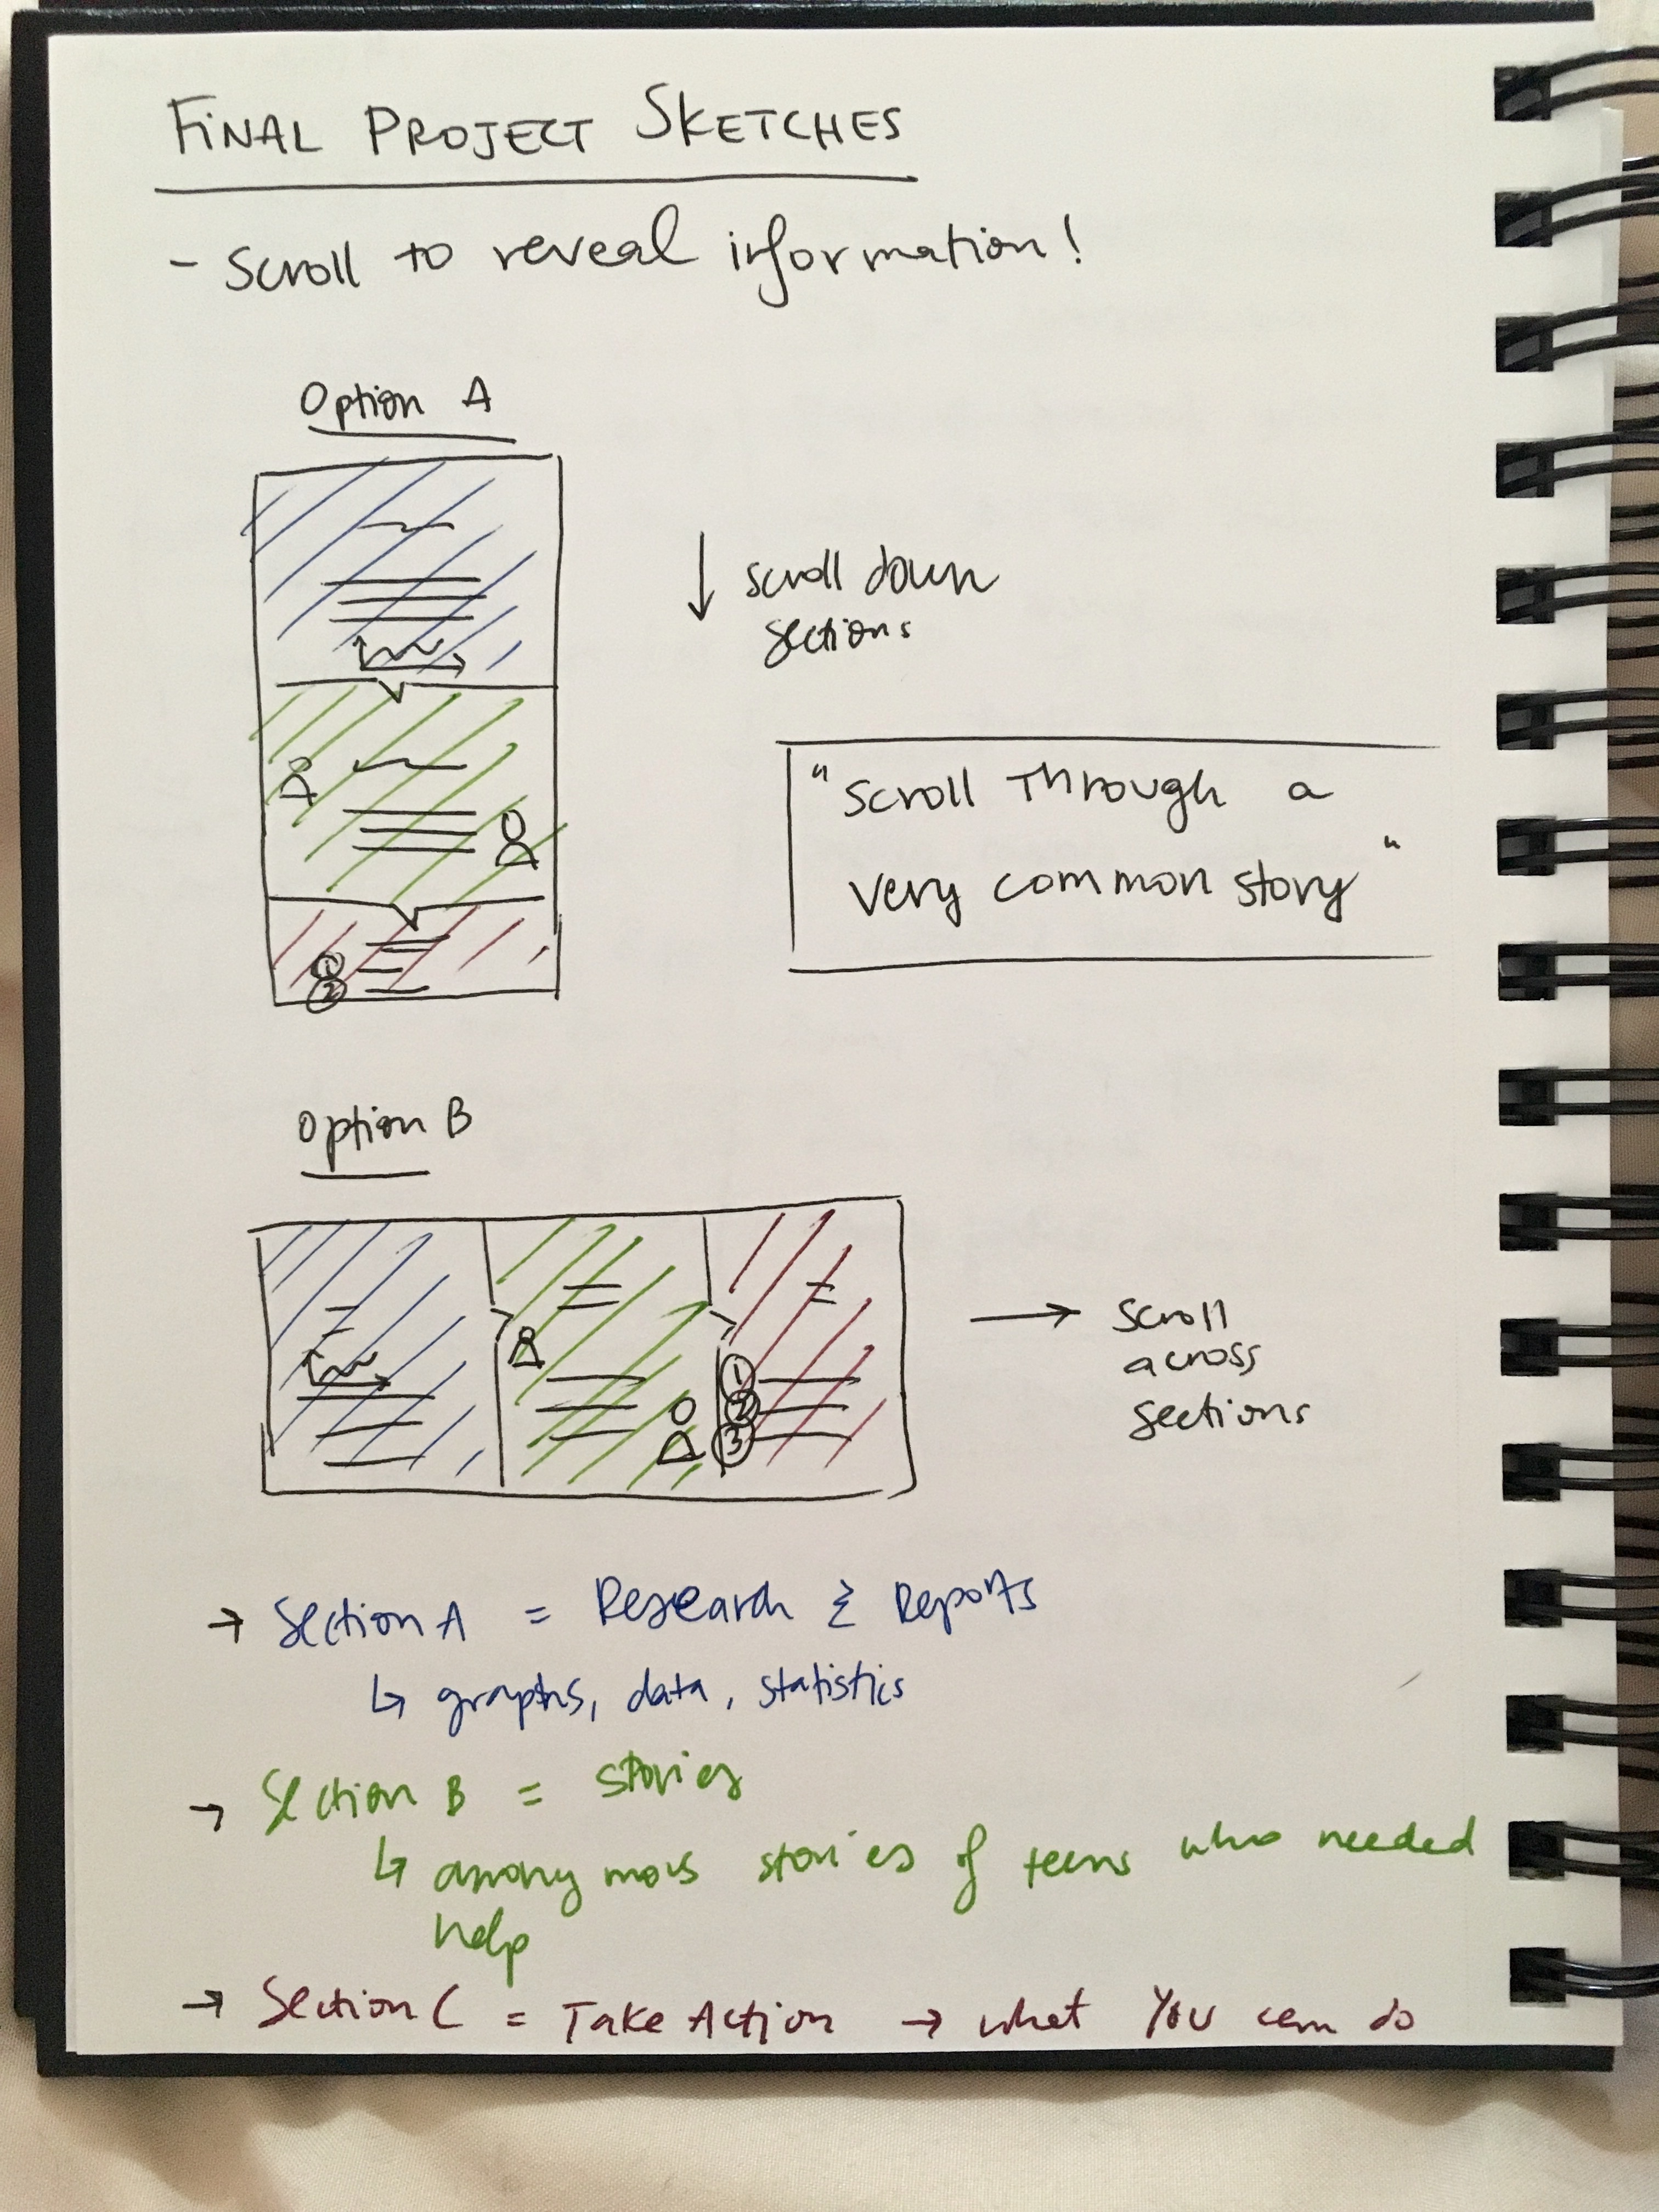 FINAL PROJECT SKETCHES
- Scroll to reveal information!
Option A
↓ scroll down
sections
"Scroll Through a
very common story"
①
②
Option B
①
②
③
→ scroll
across
sections
→ Section A = Research & Reports
↳ graphs, data, statistics
→ Section B = stories
↳ anonymous stories of teens who needed
help
→ Section C = Take Action → what you can do